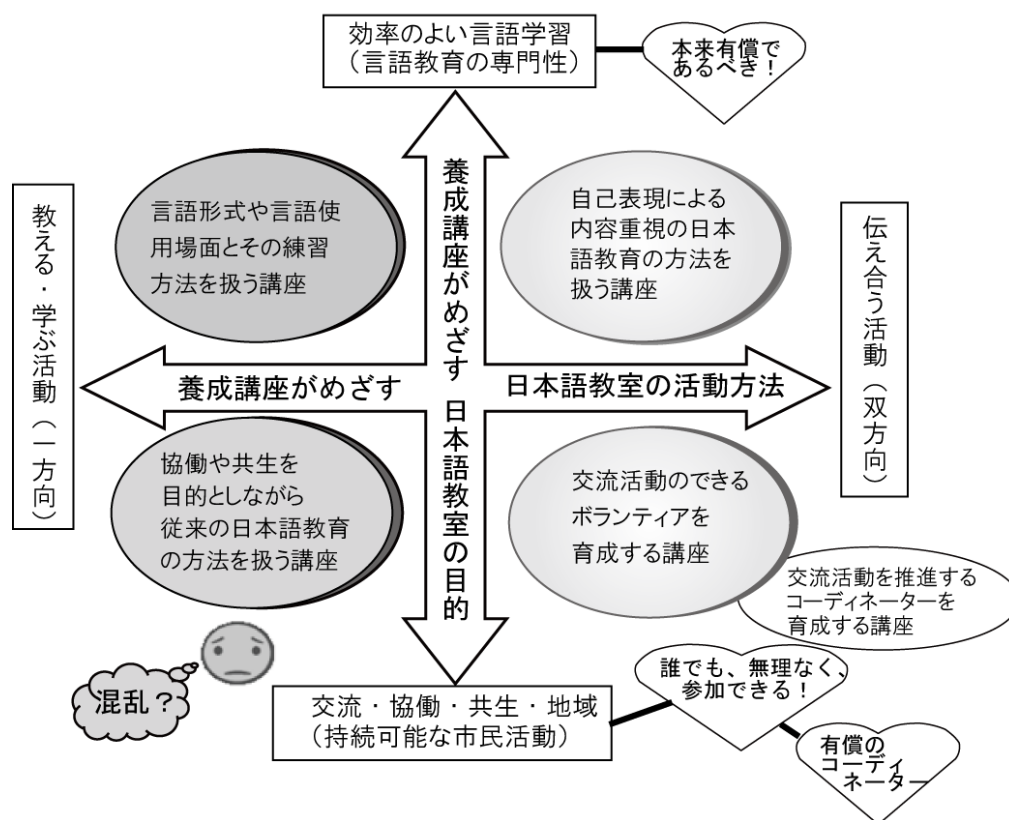 効率のよい言語学習
(言語教育の専門性)
本来有償で
あるべき!
養成講座がめざす 日本語教室の目的
教える・学ぶ活動(一方向)
言語形式や言語使
用場面とその練習
方法を扱う講座
自己表現による
内容重視の日本
語教育の方法を
扱う講座
伝え合う活動(双方向)
養成講座がめざす 日本語教室の活動方法
協働や共生を
目的としながら
従来の日本語教育
の方法を扱う講座
交流活動のできる
ボランティアを
育成する講座
交流活動を推進する
コーディネーターを
育成する講座
混乱?
交流・協働・共生・地域
(持続可能な市民活動)
誰でも、無理なく、
参加できる!
有償の
コーディ
ネーター